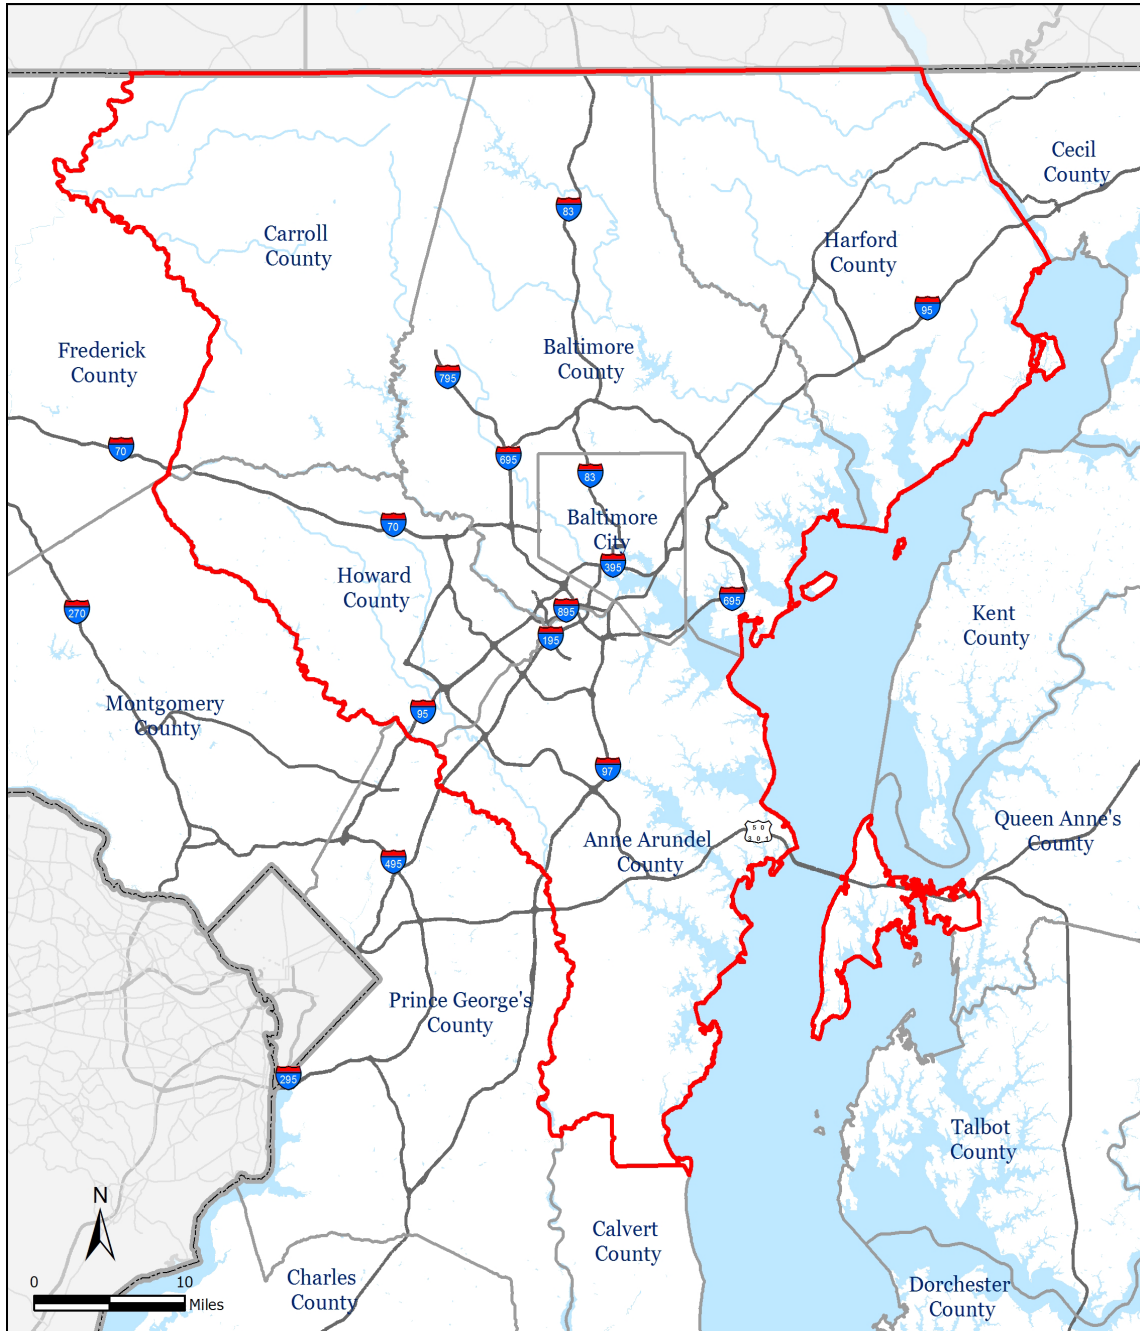 Cecil
County
83
Carroll
County
Harford
County
95
Frederick
County
Baltimore
County
795
70
695
83
70
Baltimore
City
395
Howard
County
695
270
895
Kent
County
195
Montgomery
County
95
97
50
301
Queen Anne's
County
Anne Arundel
County
495
Prince George's
County
295
Talbot
County
N
Calvert
County
0 10
Miles
Charles
County
Dorchester
County